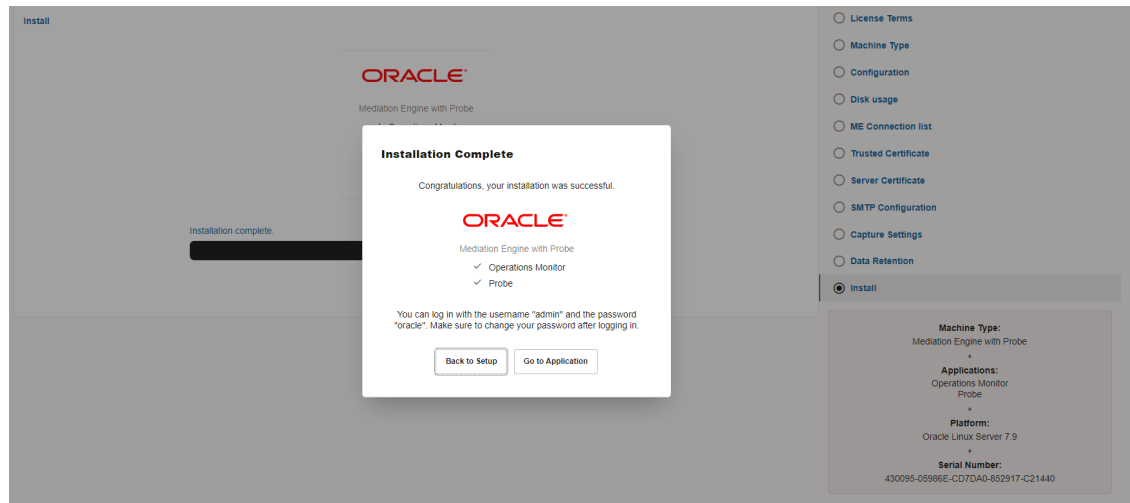 Install
ORACLE
Mediation Engine with Probe
Installation complete.
Installation Complete
Congratulations, your installation was successful.
ORACLE
Mediation Engine with Probe
✓ Operations Monitor
✓ Probe
You can log in with the username "admin" and the password
"oracle". Make sure to change your password after logging in.
Back to Setup
Go to Application
License Terms
Machine Type
Configuration
Disk usage
ME Connection list
Trusted Certificate
Server Certificate
SMTP Configuration
Capture Settings
Data Retention
Install
Machine Type:
Mediation Engine with Probe
*
Applications:
Operations Monitor
Probe
*
Platform:
Oracle Linux Server 7.9
*
Serial Number:
430095-05986E-CD7DA0-852917-C21440